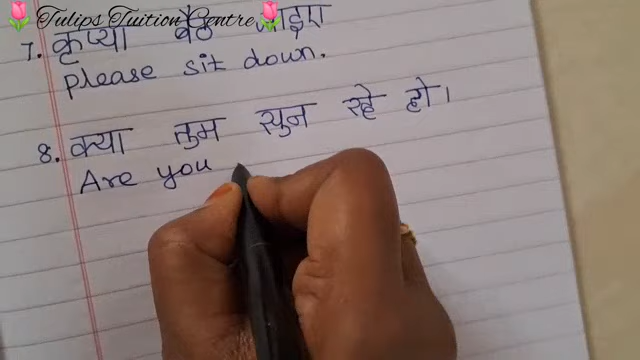 🌷Tulips Tuition Centre🌷
7. कृप्या बैठ जाइए
please sit down.
8. क्या तुम सुन रहे हो।
Are you